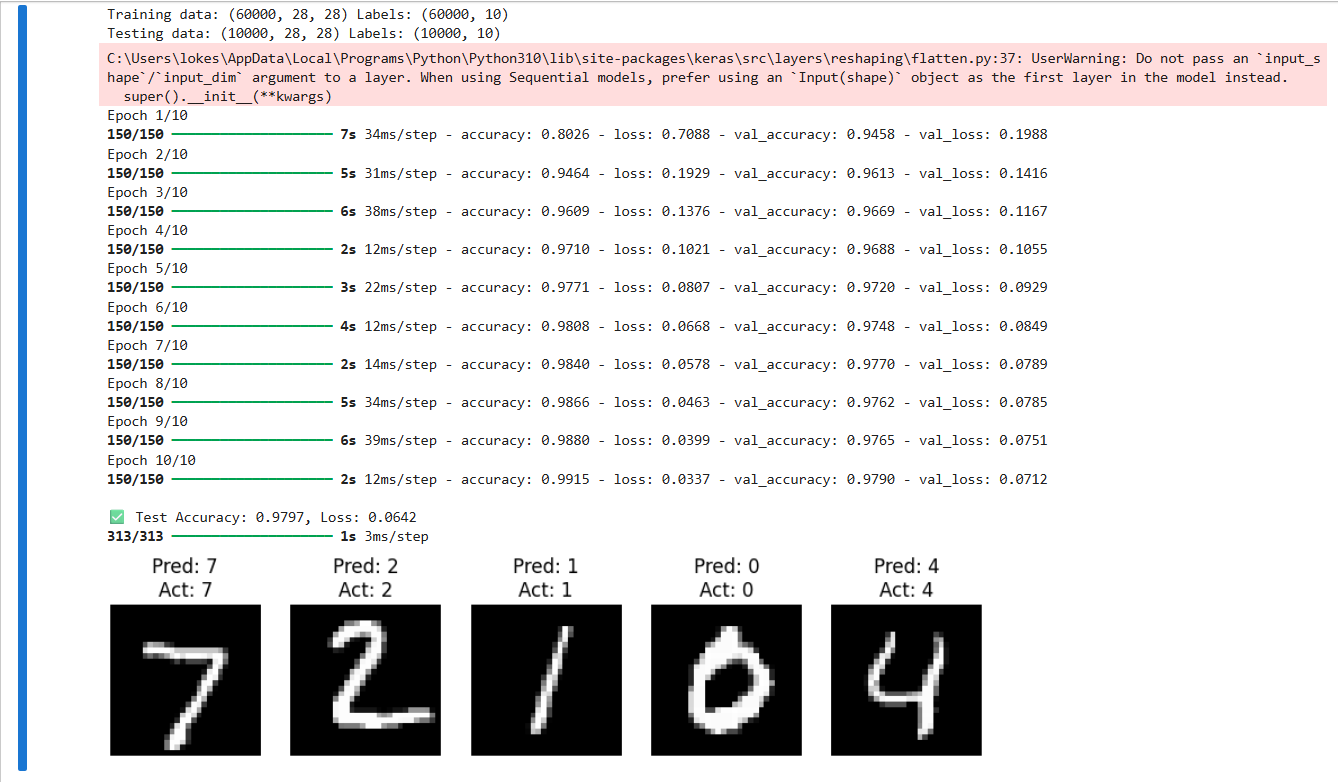 Training data: (60000, 28, 28) Labels: (60000, 10)
Testing data: (10000, 28, 28) Labels: (10000, 10)
C:\Users\lokes\AppData\Local\Programs\Python\Python310\lib\site-packages\keras\src\layers\reshaping\flatten.py:37: UserWarning: Do not pass an `input_s
hape`/`input_dim` argument to a layer. When using Sequential models, prefer using an `Input(shape)` object as the first layer in the model instead.
super().__init__(**kwargs)
Epoch 1/10
150/150 ━━━━━━━━━━━━━━━━━━━━ 7s 34ms/step - accuracy: 0.8026 - loss: 0.7088 - val_accuracy: 0.9458 - val_loss: 0.1988
Epoch 2/10
150/150 ━━━━━━━━━━━━━━━━━━━━ 5s 31ms/step - accuracy: 0.9464 - loss: 0.1929 - val_accuracy: 0.9613 - val_loss: 0.1416
Epoch 3/10
150/150 ━━━━━━━━━━━━━━━━━━━━ 6s 38ms/step - accuracy: 0.9609 - loss: 0.1376 - val_accuracy: 0.9669 - val_loss: 0.1167
Epoch 4/10
150/150 ━━━━━━━━━━━━━━━━━━━━ 2s 12ms/step - accuracy: 0.9710 - loss: 0.1021 - val_accuracy: 0.9688 - val_loss: 0.1055
Epoch 5/10
150/150 ━━━━━━━━━━━━━━━━━━━━ 3s 22ms/step - accuracy: 0.9771 - loss: 0.0807 - val_accuracy: 0.9720 - val_loss: 0.0929
Epoch 6/10
150/150 ━━━━━━━━━━━━━━━━━━━━ 4s 12ms/step - accuracy: 0.9808 - loss: 0.0668 - val_accuracy: 0.9748 - val_loss: 0.0849
Epoch 7/10
150/150 ━━━━━━━━━━━━━━━━━━━━ 2s 14ms/step - accuracy: 0.9840 - loss: 0.0578 - val_accuracy: 0.9770 - val_loss: 0.0789
Epoch 8/10
150/150 ━━━━━━━━━━━━━━━━━━━━ 5s 34ms/step - accuracy: 0.9866 - loss: 0.0463 - val_accuracy: 0.9762 - val_loss: 0.0785
Epoch 9/10
150/150 ━━━━━━━━━━━━━━━━━━━━ 6s 39ms/step - accuracy: 0.9880 - loss: 0.0399 - val_accuracy: 0.9765 - val_loss: 0.0751
Epoch 10/10
150/150 ━━━━━━━━━━━━━━━━━━━━ 2s 12ms/step - accuracy: 0.9915 - loss: 0.0337 - val_accuracy: 0.9790 - val_loss: 0.0712
✅ Test Accuracy: 0.9797, Loss: 0.0642
313/313 ━━━━━━━━━━━━━━━━━━━━ 1s 3ms/step
Pred: 7 Pred: 2 Pred: 1 Pred: 0 Pred: 4
Act: 7 Act: 2 Act: 1 Act: 0 Act: 4
7 2 1 0 4